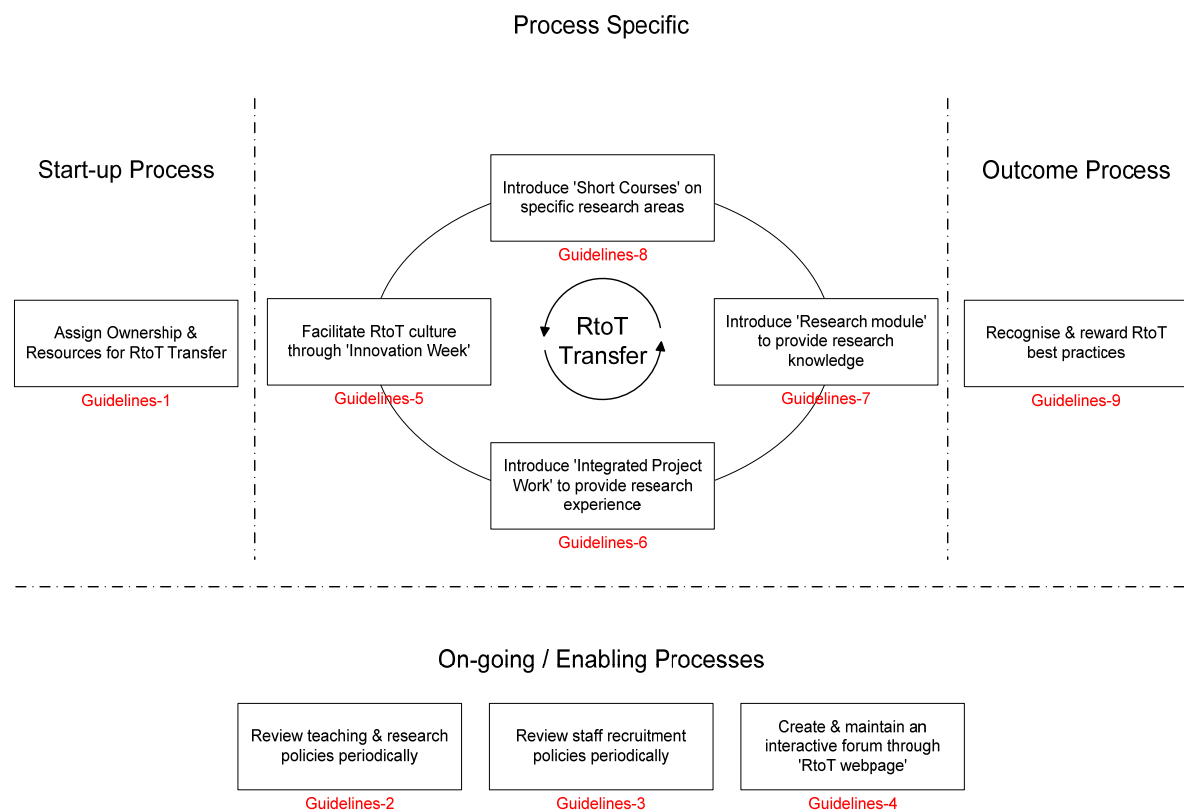 Process Specific
Start-up Process
Outcome Process
Introduce 'Short Courses' on
specific research areas
Guidelines-8
Assign Ownership &
Resources for RtoT Transfer
Guidelines-1
Facilitate RtoT culture
through 'Innovation Week'
Guidelines-5
RtoT
Transfer
Introduce 'Research module'
to provide research
knowledge
Guidelines-7
Recognise & reward RtoT
best practices
Guidelines-9
Introduce 'Integrated Project
Work' to provide research
experience
Guidelines-6
On-going / Enabling Processes
Review teaching & research
policies periodically
Guidelines-2
Review staff recruitment
policies periodically
Guidelines-3
Create & maintain an
interactive forum through
'RtoT webpage'
Guidelines-4